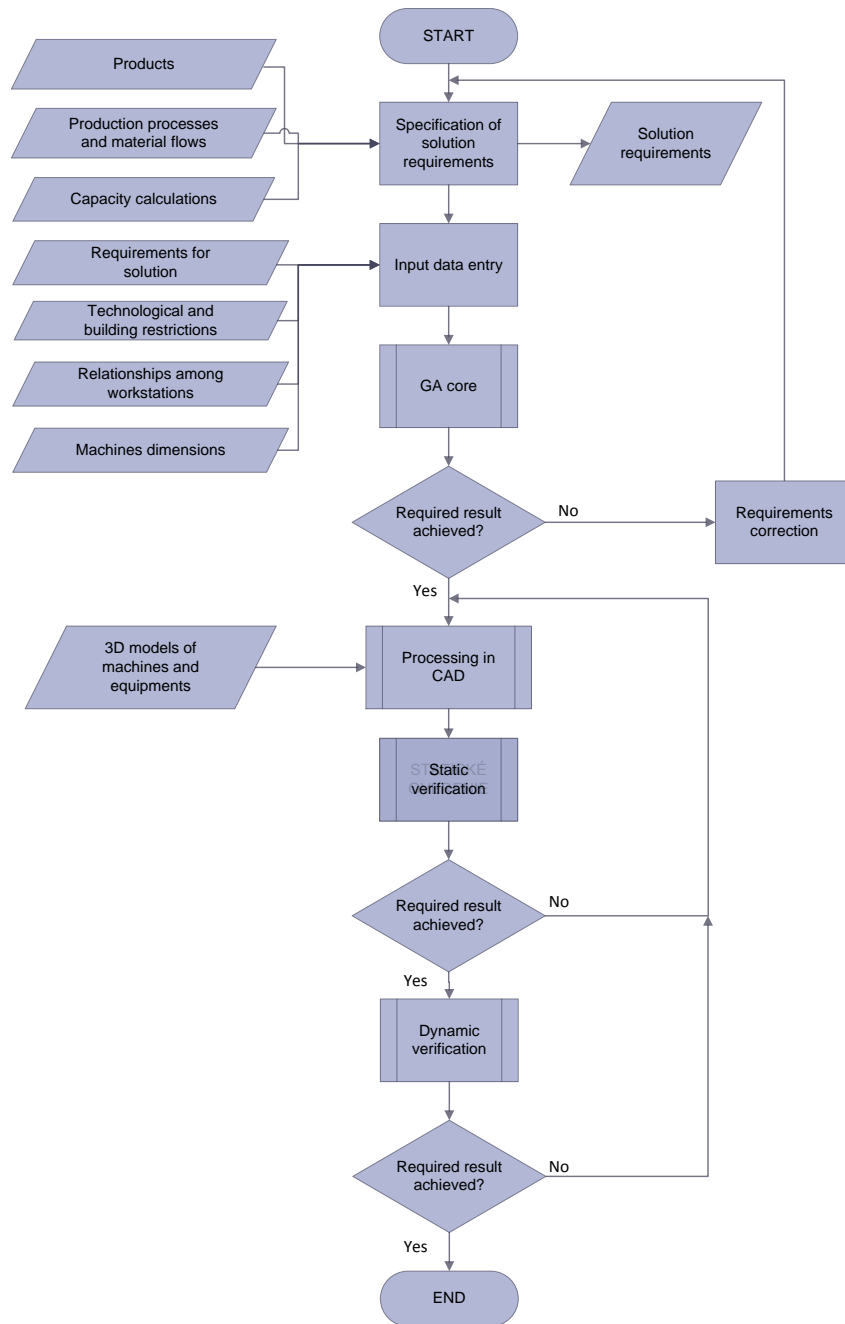 START
Products
Production processes
and material flows
Capacity calculations
Specification of
solution
requirements
Solution
requirements
Requirements for
solution
Technological and
building restrictions
Relationships among
workstations
Machines dimensions
Input data entry
GA core
Required result
achieved?
No
Requirements
correction
Yes
3D models of
machines and
equipments
Processing in
CAD
Static
verification
Required result
achieved?
No
Yes
Dynamic
verification
Required result
achieved?
No
Yes
END